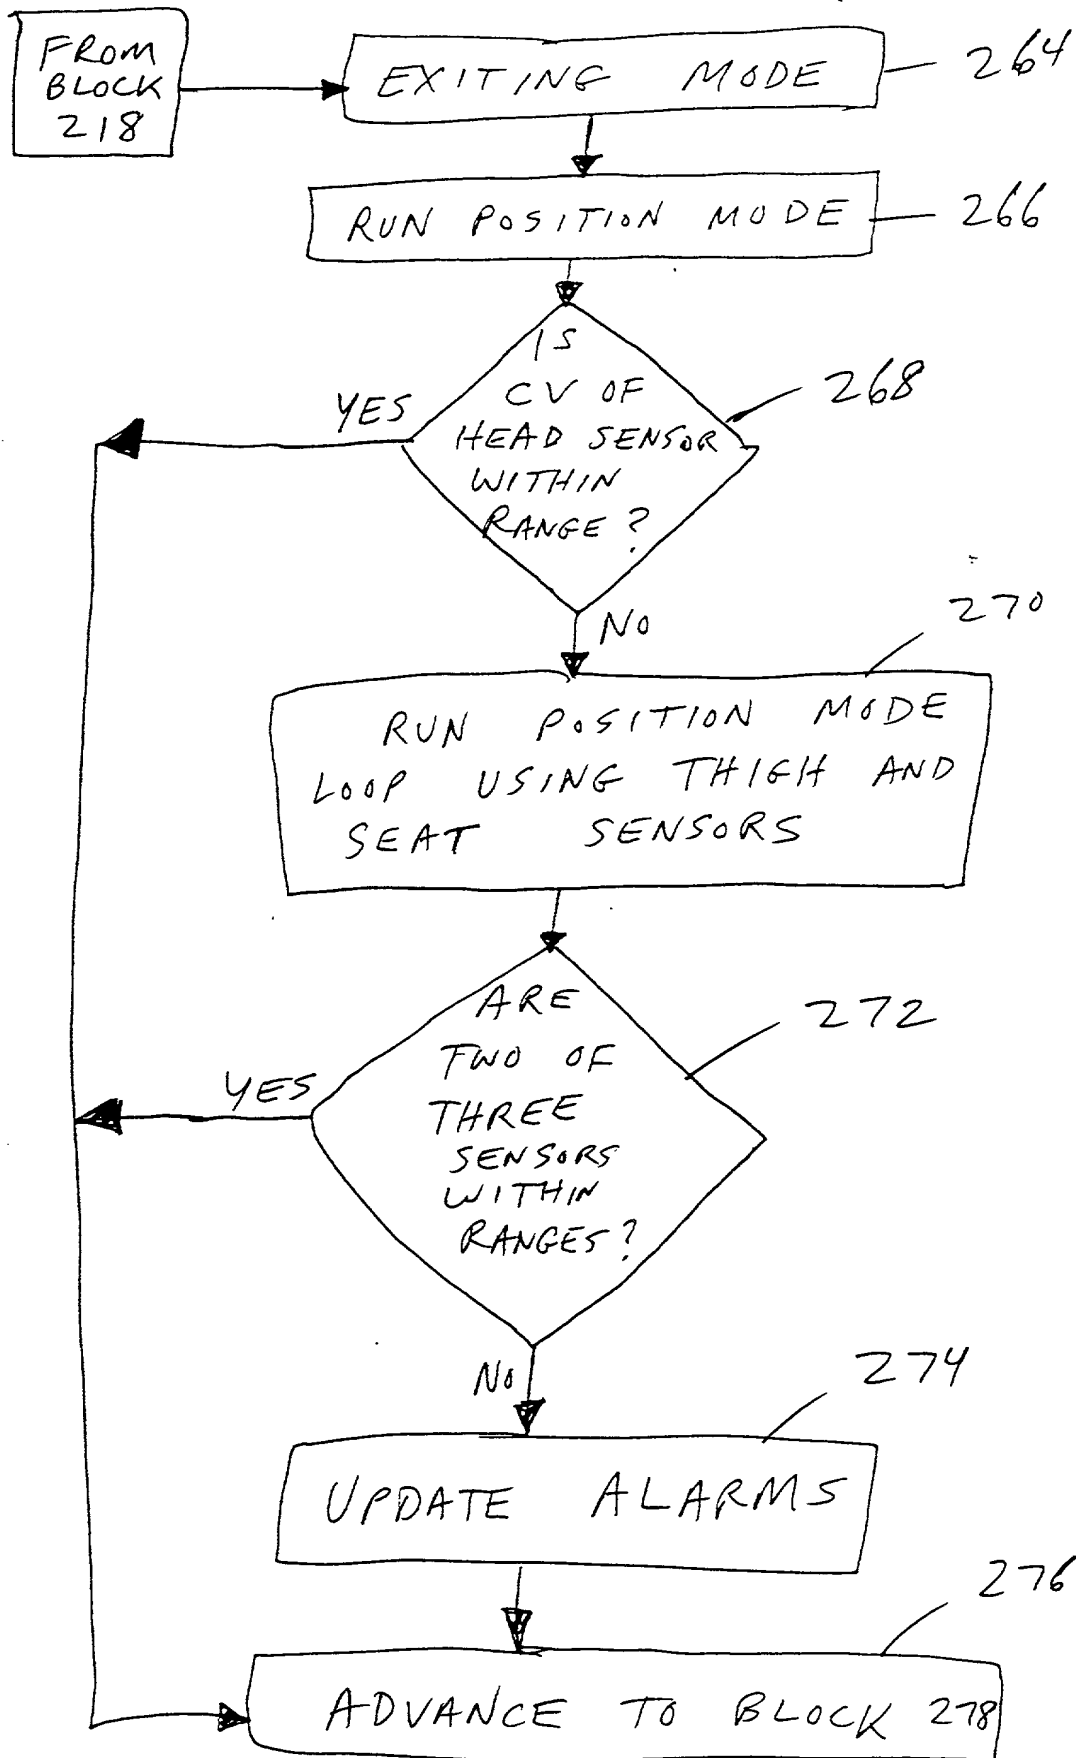 FROM
BLOCK
218
EXITING MODE
264
RUN POSITION MODE
266
IS
CV OF
HEAD SENSOR
WITHIN
RANGE?
268
YES
NO
270
RUN POSITION MODE
LOOP USING THIGH AND
SEAT SENSORS
ARE
TWO OF
THREE
SENSORS
WITHIN
RANGES?
272
YES
NO
274
UPDATE ALARMS
276
ADVANCE TO BLOCK 278